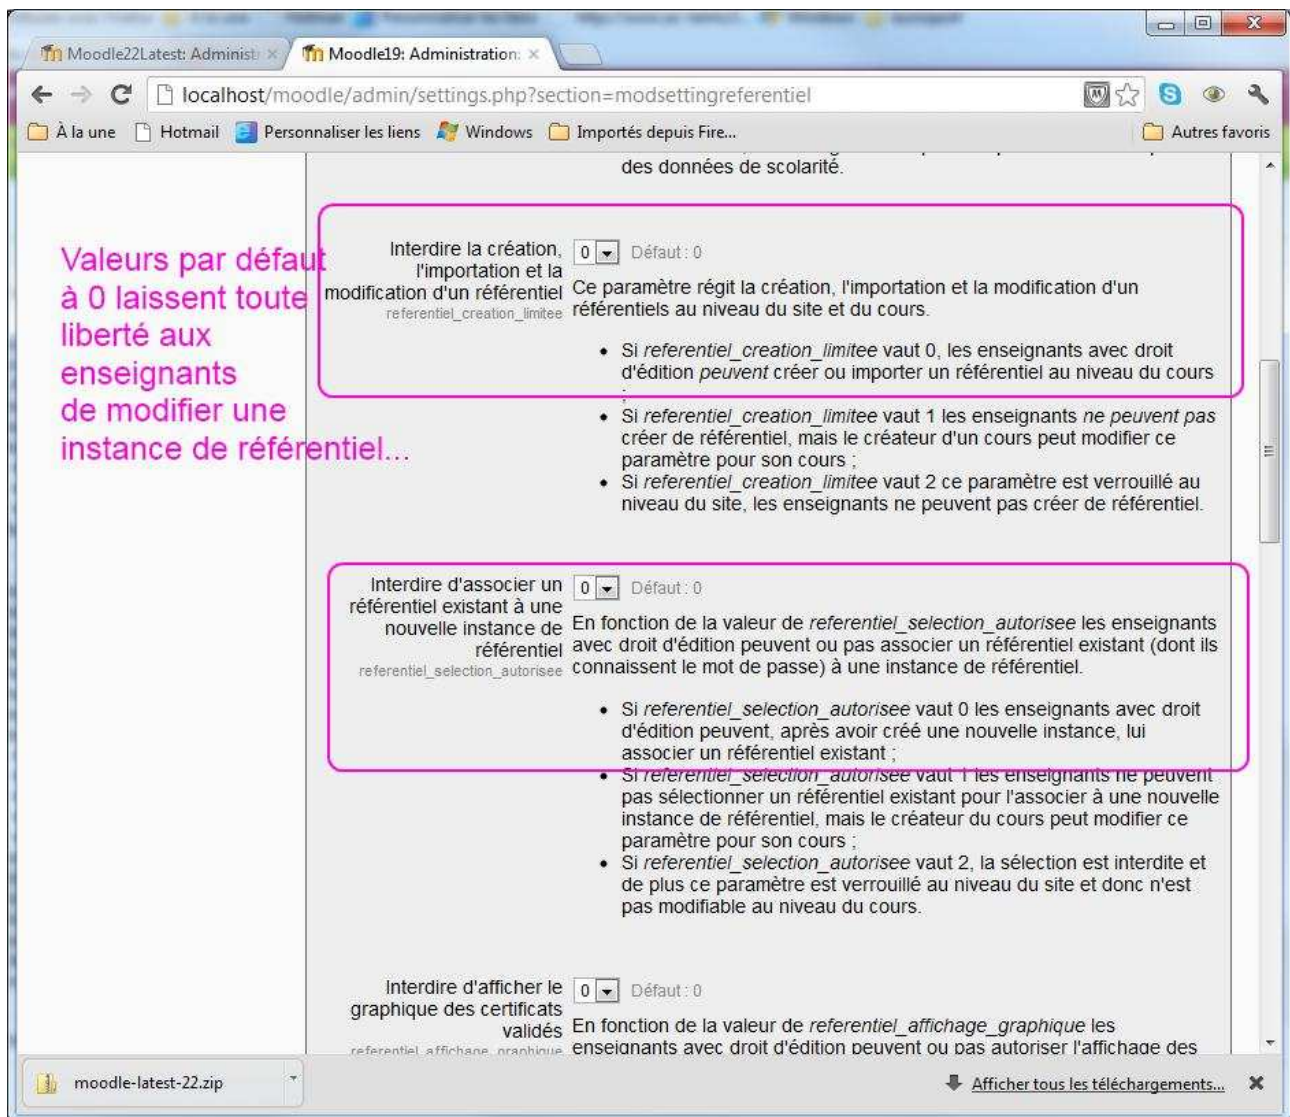 Moodle22Latest: Administ
Moodle19: Administration:
localhost/moodle/admin/settings.php?section=modsettingreferentiel
À la une
Hotmail
Personnaliser les liens
Windows
Importés depuis Fire...
Autres favoris
des données de scolarité.
Valeurs par défaut
à 0 laissent toute
liberté aux
enseignants
de modifier une
instance de référentiel...
Interdire la création,
l'importation et la
modification d'un référentiel
referentiel_creation_limitee
0
Défaut : 0
Ce paramètre régit la création, l'importation et la modification d'un
référentiels au niveau du site et du cours.
• Si referentiel_creation_limitee vaut 0, les enseignants avec droit
d'édition peuvent créer ou importer un référentiel au niveau du cours
;
• Si referentiel_creation_limitee vaut 1 les enseignants ne peuvent pas
créer de référentiel, mais le créateur d'un cours peut modifier ce
paramètre pour son cours ;
• Si referentiel_creation_limitee vaut 2 ce paramètre est verrouillé au
niveau du site, les enseignants ne peuvent pas créer de référentiel.
Interdire d'associer un
référentiel existant à une
nouvelle instance de
référentiel
referentiel_selection_autorisee
0
Défaut : 0
En fonction de la valeur de referentiel_selection_autorisee les enseignants
avec droit d'édition peuvent ou pas associer un référentiel existant (dont ils
connaissent le mot de passe) à une instance de référentiel.
• Si referentiel_selection_autorisee vaut 0 les enseignants avec droit
d'édition peuvent, après avoir créé une nouvelle instance, lui
associer un référentiel existant ;
• Si referentiel_selection_autorisee vaut 1 les enseignants ne peuvent
pas sélectionner un référentiel existant pour l'associer à une nouvelle
instance de référentiel, mais le créateur du cours peut modifier ce
paramètre pour son cours ;
• Si referentiel_selection_autorisee vaut 2, la sélection est interdite et
de plus ce paramètre est verrouillé au niveau du site et donc n'est
pas modifiable au niveau du cours.
Interdire d'afficher le
graphique des certificats
validés
referentiel_affichage_graphique
0
Défaut : 0
En fonction de la valeur de referentiel_affichage_graphique les
enseignants avec droit d'édition peuvent ou pas autoriser l'affichage des
moodle-latest-22.zip
Afficher tous les téléchargements...